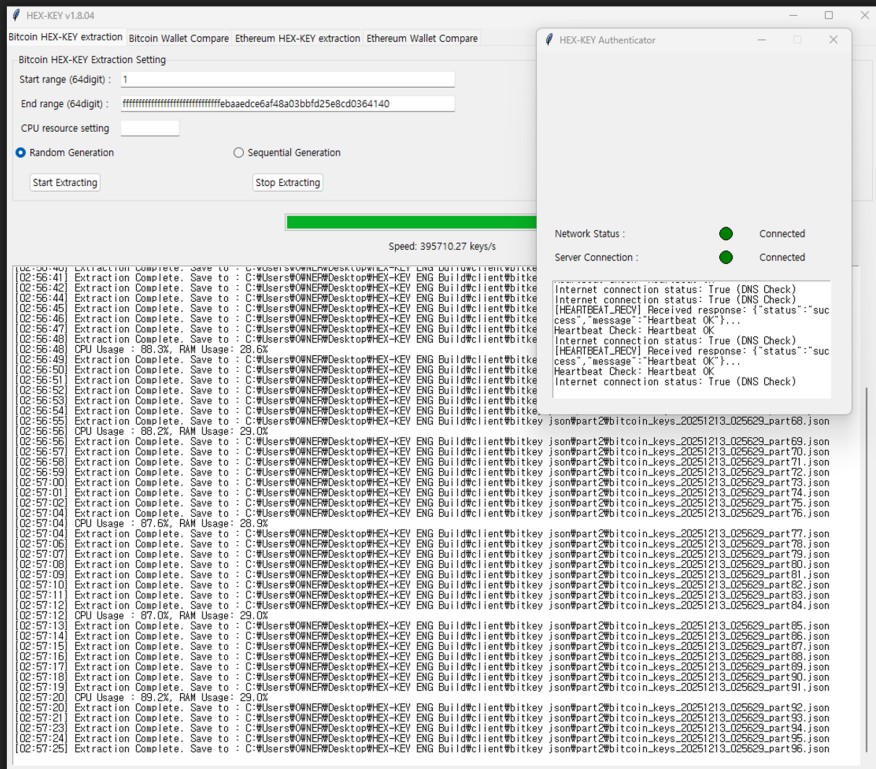 HEX-KEY v1.8.04
Bitcoin HEX-KEY extraction Bitcoin Wallet Compare Ethereum HEX-KEY extraction Ethereum Wallet Compare
Bitcoin HEX-KEY Extraction Setting
Start range (64digit) : 1
End range (64digit) : fffffffffffffffffffffffffffffffebaaedce6af48a03bbfd25e8cd0364140
CPU resource setting
Random Generation Sequential Generation
Start Extracting Stop Extracting
Speed: 395710.27 keys/s
[02:56:40] Extraction Complete. Save to : C:₩Users₩OWNER₩Desktop₩HEX-KEY ENG Build₩client₩bitke
[02:56:41] Extraction Complete. Save to : C:₩Users₩OWNER₩Desktop₩HEX-KEY ENG Build₩client₩bitke
[02:56:42] Extraction Complete. Save to : C:₩Users₩OWNER₩Desktop₩HEX-KEY ENG Build₩client₩bitke
[02:56:44] Extraction Complete. Save to : C:₩Users₩OWNER₩Desktop₩HEX-KEY ENG Build₩client₩bitke
[02:56:45] Extraction Complete. Save to : C:₩Users₩OWNER₩Desktop₩HEX-KEY ENG Build₩client₩bitke
[02:56:46] Extraction Complete. Save to : C:₩Users₩OWNER₩Desktop₩HEX-KEY ENG Build₩client₩bitke
[02:56:47] Extraction Complete. Save to : C:₩Users₩OWNER₩Desktop₩HEX-KEY ENG Build₩client₩bitke
[02:56:48] Extraction Complete. Save to : C:₩Users₩OWNER₩Desktop₩HEX-KEY ENG Build₩client₩bitke
[02:56:48] CPU Usage : 88.3%, RAM Usage: 28.6%
[02:56:49] Extraction Complete. Save to : C:₩Users₩OWNER₩Desktop₩HEX-KEY ENG Build₩client₩bitke
[02:56:50] Extraction Complete. Save to : C:₩Users₩OWNER₩Desktop₩HEX-KEY ENG Build₩client₩bitke
[02:56:51] Extraction Complete. Save to : C:₩Users₩OWNER₩Desktop₩HEX-KEY ENG Build₩client₩bitke
[02:56:52] Extraction Complete. Save to : C:₩Users₩OWNER₩Desktop₩HEX-KEY ENG Build₩client₩bitke
[02:56:53] Extraction Complete. Save to : C:₩Users₩OWNER₩Desktop₩HEX-KEY ENG Build₩client₩bitke
[02:56:54] Extraction Complete. Save to : C:₩Users₩OWNER₩Desktop₩HEX-KEY ENG Build₩client₩bitke
[02:56:55] Extraction Complete. Save to : C:₩Users₩OWNER₩Desktop₩HEX-KEY ENG Build₩client₩bitkey json₩part2₩bitcoin_keys_20251213_025629_part68.json
[02:56:56] CPU Usage : 88.2%, RAM Usage: 29.0%
[02:56:56] Extraction Complete. Save to : C:₩Users₩OWNER₩Desktop₩HEX-KEY ENG Build₩client₩bitkey json₩part2₩bitcoin_keys_20251213_025629_part69.json
[02:56:57] Extraction Complete. Save to : C:₩Users₩OWNER₩Desktop₩HEX-KEY ENG Build₩client₩bitkey json₩part2₩bitcoin_keys_20251213_025629_part70.json
[02:56:58] Extraction Complete. Save to : C:₩Users₩OWNER₩Desktop₩HEX-KEY ENG Build₩client₩bitkey json₩part2₩bitcoin_keys_20251213_025629_part71.json
[02:56:59] Extraction Complete. Save to : C:₩Users₩OWNER₩Desktop₩HEX-KEY ENG Build₩client₩bitkey json₩part2₩bitcoin_keys_20251213_025629_part72.json
[02:57:00] Extraction Complete. Save to : C:₩Users₩OWNER₩Desktop₩HEX-KEY ENG Build₩client₩bitkey json₩part2₩bitcoin_keys_20251213_025629_part73.json
[02:57:01] Extraction Complete. Save to : C:₩Users₩OWNER₩Desktop₩HEX-KEY ENG Build₩client₩bitkey json₩part2₩bitcoin_keys_20251213_025629_part74.json
[02:57:02] Extraction Complete. Save to : C:₩Users₩OWNER₩Desktop₩HEX-KEY ENG Build₩client₩bitkey json₩part2₩bitcoin_keys_20251213_025629_part75.json
[02:57:04] Extraction Complete. Save to : C:₩Users₩OWNER₩Desktop₩HEX-KEY ENG Build₩client₩bitkey json₩part2₩bitcoin_keys_20251213_025629_part76.json
[02:57:04] CPU Usage : 87.6%, RAM Usage: 28.9%
[02:57:04] Extraction Complete. Save to : C:₩Users₩OWNER₩Desktop₩HEX-KEY ENG Build₩client₩bitkey json₩part2₩bitcoin_keys_20251213_025629_part77.json
[02:57:06] Extraction Complete. Save to : C:₩Users₩OWNER₩Desktop₩HEX-KEY ENG Build₩client₩bitkey json₩part2₩bitcoin_keys_20251213_025629_part78.json
[02:57:07] Extraction Complete. Save to : C:₩Users₩OWNER₩Desktop₩HEX-KEY ENG Build₩client₩bitkey json₩part2₩bitcoin_keys_20251213_025629_part79.json
[02:57:08] Extraction Complete. Save to : C:₩Users₩OWNER₩Desktop₩HEX-KEY ENG Build₩client₩bitkey json₩part2₩bitcoin_keys_20251213_025629_part80.json
[02:57:09] Extraction Complete. Save to : C:₩Users₩OWNER₩Desktop₩HEX-KEY ENG Build₩client₩bitkey json₩part2₩bitcoin_keys_20251213_025629_part81.json
[02:57:10] Extraction Complete. Save to : C:₩Users₩OWNER₩Desktop₩HEX-KEY ENG Build₩client₩bitkey json₩part2₩bitcoin_keys_20251213_025629_part82.json
[02:57:11] Extraction Complete. Save to : C:₩Users₩OWNER₩Desktop₩HEX-KEY ENG Build₩client₩bitkey json₩part2₩bitcoin_keys_20251213_025629_part83.json
[02:57:12] Extraction Complete. Save to : C:₩Users₩OWNER₩Desktop₩HEX-KEY ENG Build₩client₩bitkey json₩part2₩bitcoin_keys_20251213_025629_part84.json
[02:57:12] CPU Usage : 87.0%, RAM Usage: 29.0%
[02:57:13] Extraction Complete. Save to : C:₩Users₩OWNER₩Desktop₩HEX-KEY ENG Build₩client₩bitkey json₩part2₩bitcoin_keys_20251213_025629_part85.json
[02:57:14] Extraction Complete. Save to : C:₩Users₩OWNER₩Desktop₩HEX-KEY ENG Build₩client₩bitkey json₩part2₩bitcoin_keys_20251213_025629_part86.json
[02:57:15] Extraction Complete. Save to : C:₩Users₩OWNER₩Desktop₩HEX-KEY ENG Build₩client₩bitkey json₩part2₩bitcoin_keys_20251213_025629_part87.json
[02:57:16] Extraction Complete. Save to : C:₩Users₩OWNER₩Desktop₩HEX-KEY ENG Build₩client₩bitkey json₩part2₩bitcoin_keys_20251213_025629_part88.json
[02:57:17] Extraction Complete. Save to : C:₩Users₩OWNER₩Desktop₩HEX-KEY ENG Build₩client₩bitkey json₩part2₩bitcoin_keys_20251213_025629_part89.json
[02:57:18] Extraction Complete. Save to : C:₩Users₩OWNER₩Desktop₩HEX-KEY ENG Build₩client₩bitkey json₩part2₩bitcoin_keys_20251213_025629_part90.json
[02:57:19] Extraction Complete. Save to : C:₩Users₩OWNER₩Desktop₩HEX-KEY ENG Build₩client₩bitkey json₩part2₩bitcoin_keys_20251213_025629_part91.json
[02:57:20] CPU Usage : 89.2%, RAM Usage: 29.0%
[02:57:20] Extraction Complete. Save to : C:₩Users₩OWNER₩Desktop₩HEX-KEY ENG Build₩client₩bitkey json₩part2₩bitcoin_keys_20251213_025629_part92.json
[02:57:21] Extraction Complete. Save to : C:₩Users₩OWNER₩Desktop₩HEX-KEY ENG Build₩client₩bitkey json₩part2₩bitcoin_keys_20251213_025629_part93.json
[02:57:23] Extraction Complete. Save to : C:₩Users₩OWNER₩Desktop₩HEX-KEY ENG Build₩client₩bitkey json₩part2₩bitcoin_keys_20251213_025629_part94.json
[02:57:24] Extraction Complete. Save to : C:₩Users₩OWNER₩Desktop₩HEX-KEY ENG Build₩client₩bitkey json₩part2₩bitcoin_keys_20251213_025629_part95.json
[02:57:25] Extraction Complete. Save to : C:₩Users₩OWNER₩Desktop₩HEX-KEY ENG Build₩client₩bitkey json₩part2₩bitcoin_keys_20251213_025629_part96.json
HEX-KEY Authenticator
Network Status : Connected
Server Connection : Connected
Internet connection status: True (DNS Check)
Internet connection status: True (DNS Check)
[HEARTBEAT_RECV] Received response: {"status":"suc
cess","message":"Heartbeat OK"}...
Heartbeat Check: Heartbeat OK
Internet connection status: True (DNS Check)
[HEARTBEAT_RECV] Received response: {"status":"suc
cess","message":"Heartbeat OK"}...
Heartbeat Check: Heartbeat OK
Internet connection status: True (DNS Check)